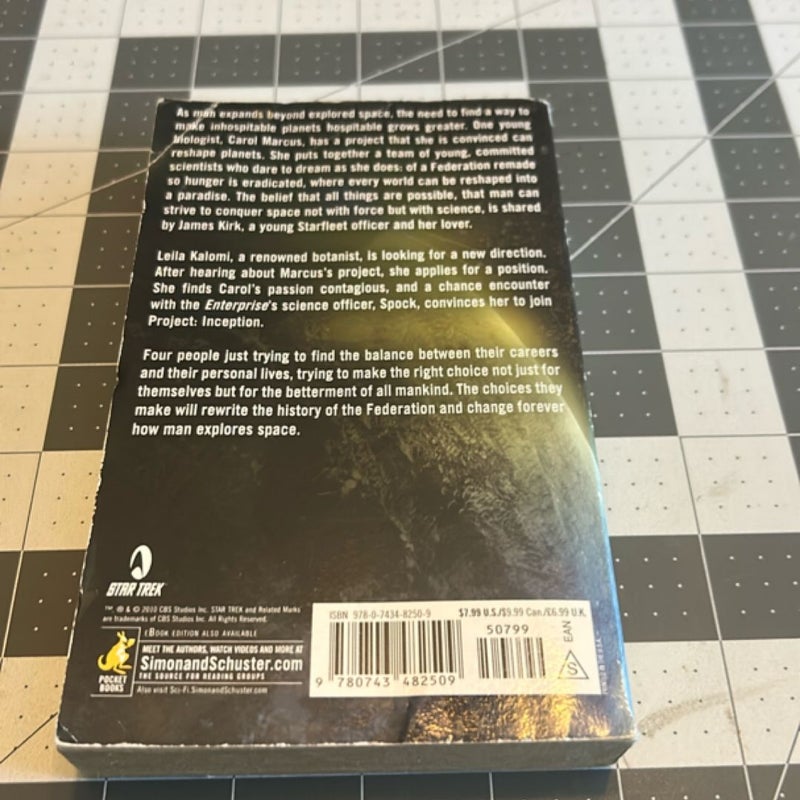 As man expands beyond explored space, the need to find a way to
make inhospitable planets hospitable grows greater. One young
biologist, Carol Marcus, has a project that she is convinced can
reshape planets. She puts together a team of young, committed
scientists who dare to dream as she does: of a Federation remade
so hunger is eradicated, where every world can be reshaped into
a paradise. The belief that all things are possible, that man can
strive to conquer space not with force but with science, is shared
by James Kirk, a young Starfleet officer and her lover.
Leila Kalomi, a renowned botanist, is looking for a new direction.
After hearing about Marcus's project, she applies for a position.
She finds Carol's passion contagious, and a chance encounter
with the Enterprise's science officer, Spock, convinces her to join
Project: Inception.
Four people just trying to find the balance between their careers
and their personal lives, trying to make the right choice not just for
themselves but for the betterment of all mankind. The choices they
make will rewrite the history of the Federation and change forever
how man explores space.
STAR TREK
™, ® & © 2010 CBS Studios Inc. STAR TREK and Related Marks
are trademarks of CBS Studios Inc. All Rights Reserved.
EBOOK EDITION ALSO AVAILABLE
MEET THE AUTHORS, WATCH VIDEOS AND MORE AT
SimonandSchuster.com
THE SOURCE FOR READING GROUPS
POCKET
BOOKS
Also visit Sci-Fi.SimonandSchuster.com
ISBN 978-0-7434-8250-9 $7.99 U.S./$9.99 Can./£6.99 U.K.
50799
9 780743 482509
EAN
S